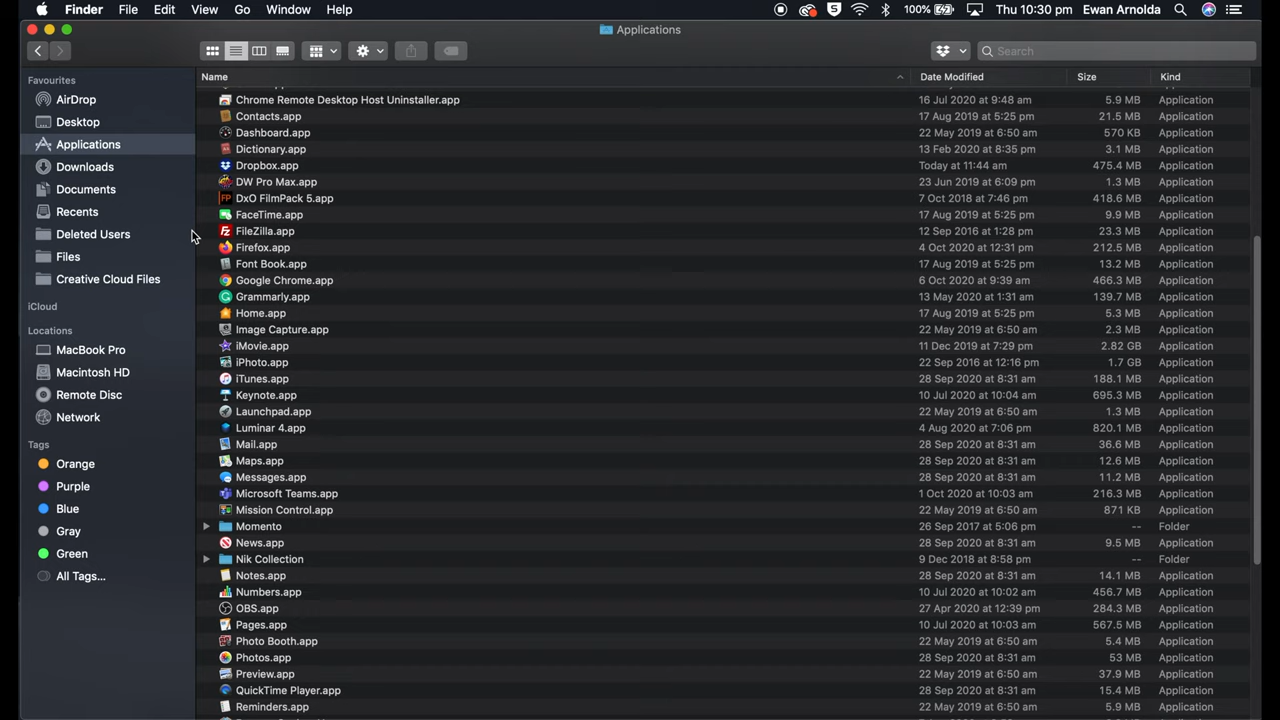 Finder File Edit View Go Window Help 100% Thu 10:30 pm Ewan Arnolda
Applications
Search
Favourites
AirDrop
Desktop
Applications
Downloads
Documents
Recents
Deleted Users
Files
Creative Cloud Files
iCloud
Locations
MacBook Pro
Macintosh HD
Remote Disc
Network
Tags
Orange
Purple
Blue
Gray
Green
All Tags...
Name Date Modified Size Kind
Chrome Remote Desktop Host Uninstaller.app 16 Jul 2020 at 9:48 am 5.9 MB Application
Contacts.app 17 Aug 2019 at 5:25 pm 21.5 MB Application
Dashboard.app 22 May 2019 at 6:50 am 570 KB Application
Dictionary.app 13 Feb 2020 at 8:35 pm 3.1 MB Application
Dropbox.app Today at 11:44 am 475.4 MB Application
DW Pro Max.app 23 Jun 2019 at 6:09 pm 1.3 MB Application
DxO FilmPack 5.app 7 Oct 2018 at 7:46 pm 418.6 MB Application
FaceTime.app 17 Aug 2019 at 5:25 pm 9.9 MB Application
FileZilla.app 12 Sep 2016 at 1:28 pm 23.3 MB Application
Firefox.app 4 Oct 2020 at 12:31 pm 212.5 MB Application
Font Book.app 17 Aug 2019 at 5:25 pm 13.2 MB Application
Google Chrome.app 6 Oct 2020 at 9:39 am 466.3 MB Application
Grammarly.app 13 May 2020 at 1:31 am 139.7 MB Application
Home.app 17 Aug 2019 at 5:25 pm 5.3 MB Application
Image Capture.app 22 May 2019 at 6:50 am 2.3 MB Application
iMovie.app 11 Dec 2019 at 7:29 pm 2.82 GB Application
iPhoto.app 22 Sep 2016 at 12:16 pm 1.7 GB Application
iTunes.app 28 Sep 2020 at 8:31 am 188.1 MB Application
Keynote.app 10 Jul 2020 at 10:04 am 695.3 MB Application
Launchpad.app 22 May 2019 at 6:50 am 1.3 MB Application
Luminar 4.app 4 Aug 2020 at 7:06 pm 820.1 MB Application
Mail.app 28 Sep 2020 at 8:31 am 36.6 MB Application
Maps.app 28 Sep 2020 at 8:31 am 12.6 MB Application
Messages.app 28 Sep 2020 at 8:31 am 11.2 MB Application
Microsoft Teams.app 1 Oct 2020 at 10:03 am 216.3 MB Application
Mission Control.app 22 May 2019 at 6:50 am 871 KB Application
Momento 26 Sep 2017 at 5:06 pm -- Folder
News.app 28 Sep 2020 at 8:31 am 9.5 MB Application
Nik Collection 9 Dec 2018 at 8:58 pm -- Folder
Notes.app 28 Sep 2020 at 8:31 am 14.1 MB Application
Numbers.app 10 Jul 2020 at 10:02 am 456.7 MB Application
OBS.app 27 Apr 2020 at 12:39 pm 284.3 MB Application
Pages.app 10 Jul 2020 at 10:03 am 567.5 MB Application
Photo Booth.app 22 May 2019 at 6:50 am 5.4 MB Application
Photos.app 28 Sep 2020 at 8:31 am 53 MB Application
Preview.app 22 May 2019 at 6:50 am 37.9 MB Application
QuickTime Player.app 28 Sep 2020 at 8:31 am 15.4 MB Application
Reminders.app 22 May 2019 at 6:50 am 5.9 MB Application